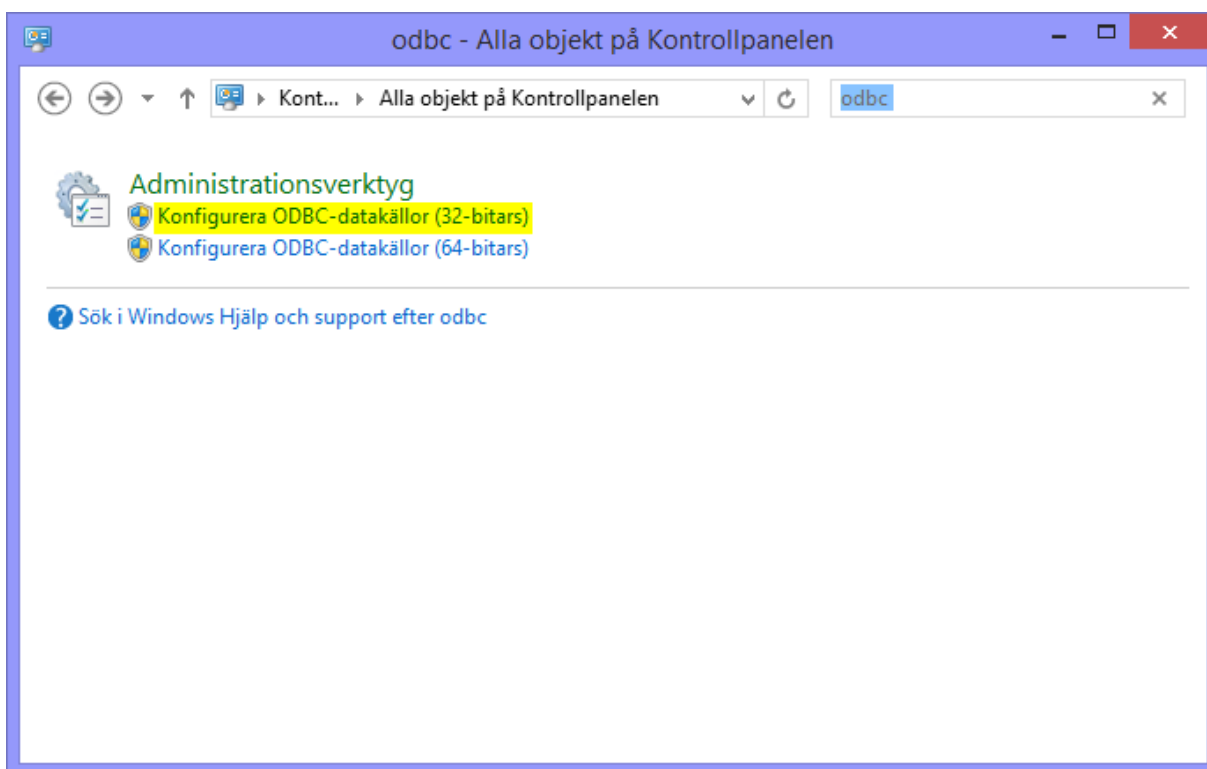 odbc - Alla objekt på Kontrollpanelen
Kont... Alla objekt på Kontrollpanelen odbc
Administrationsverktyg
Konfigurera ODBC-datakällor (32-bitars)
Konfigurera ODBC-datakällor (64-bitars)
Sök i Windows Hjälp och support efter odbc